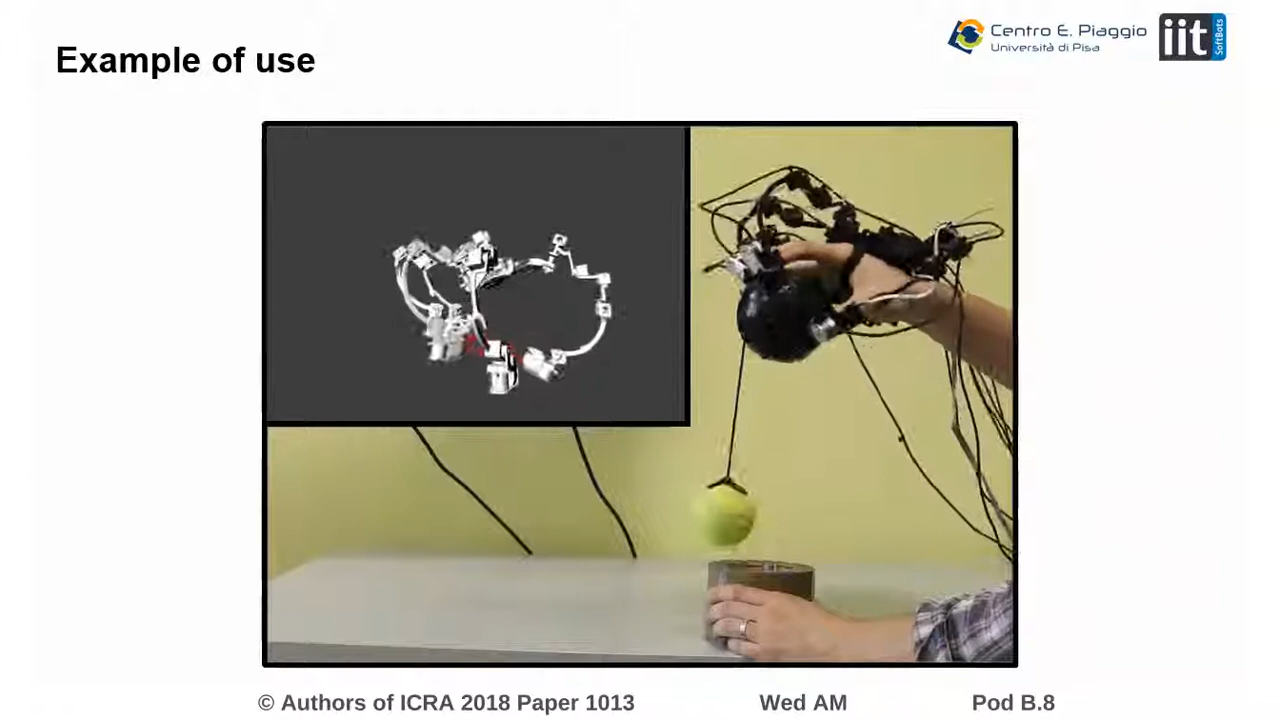 Example of use
Centro E. Piaggio
Università di Pisa
iit
SoftBots
© Authors of ICRA 2018 Paper 1013 Wed AM Pod B.8